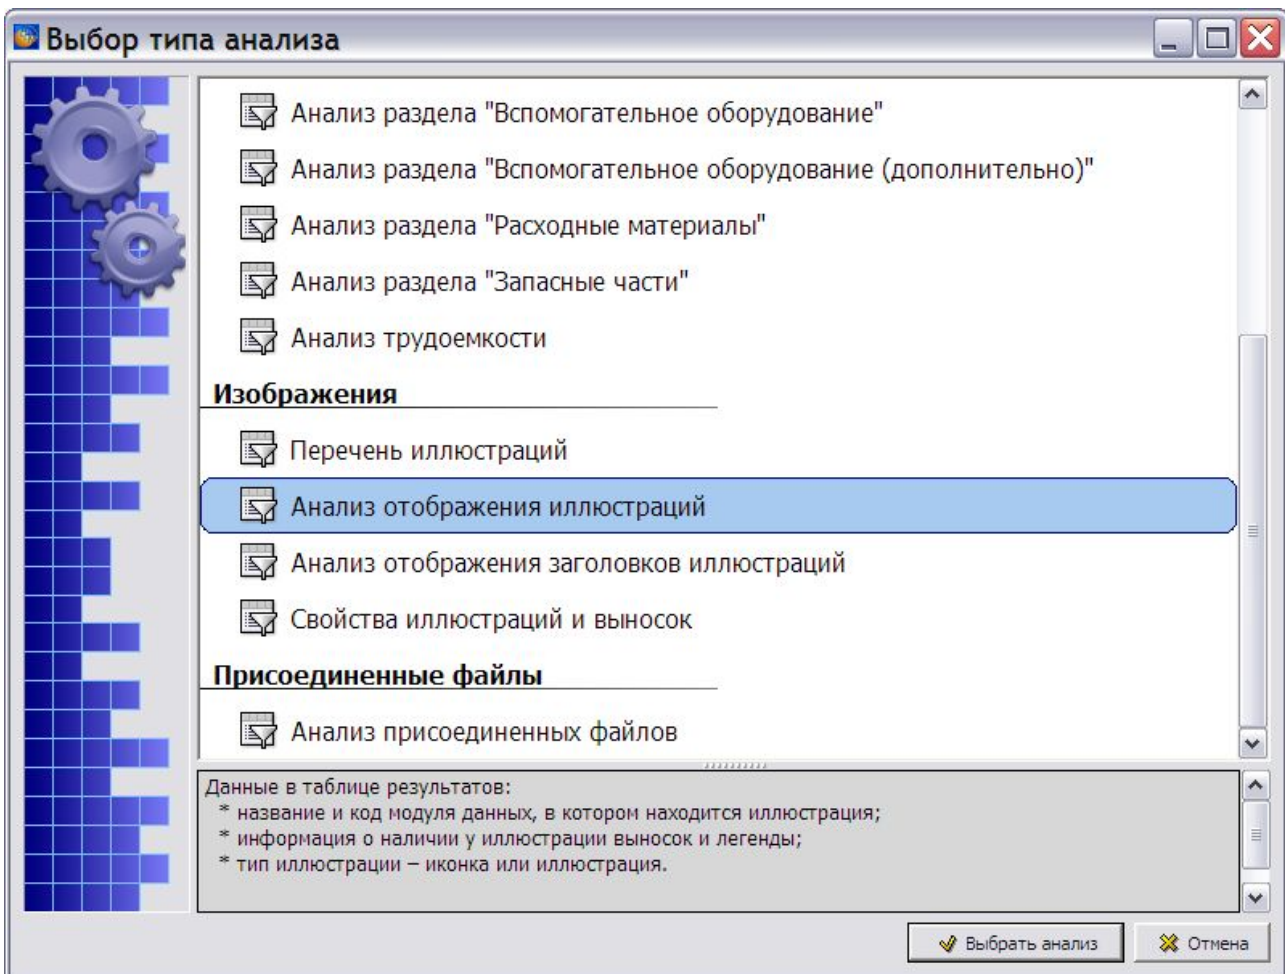 Выбор типа анализа
Анализ раздела "Вспомогательное оборудование"
Анализ раздела "Вспомогательное оборудование (дополнительно)"
Анализ раздела "Расходные материалы"
Анализ раздела "Запасные части"
Анализ трудоемкости
Изображения
Перечень иллюстраций
Анализ отображения иллюстраций
Анализ отображения заголовков иллюстраций
Свойства иллюстраций и выносок
Присоединенные файлы
Анализ присоединенных файлов
Данные в таблице результатов:
* название и код модуля данных, в котором находится иллюстрация;
* информация о наличии у иллюстрации выносок и легенды;
* тип иллюстрации – иконка или иллюстрация.
Выбрать анализ
Отмена